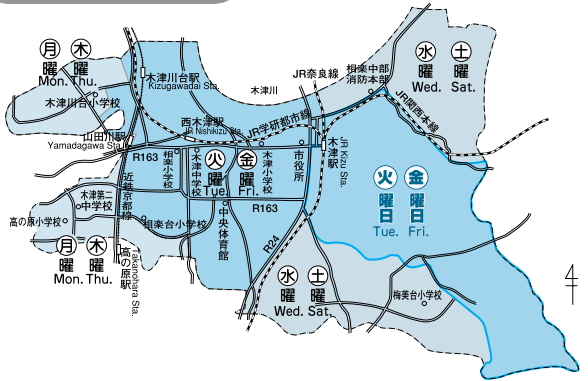 月曜 木曜
Mon. Thu.
木津川台小学校
木津川台駅
Kizugawadai Sta.
木津川
JR奈良線
相楽中部
消防本部
水曜 土曜
Wed. Sat.
JR関西本線
西木津駅
JR Nishikizu Sta.
JR学研都市線
山田川駅
Yamadagawa Sta.
R163
相楽小学校
木津中学校
火曜 金曜
Tue. Fri.
木津小学校
市役所
木津駅
JR Kizu Sta.
火曜日 金曜日
Tue. Fri.
近鉄京都線
木津第二
中学校
高の原小学校
相楽台小学校
中央体育館
R163
R24
月曜 木曜
Mon. Thu.
高の原駅
Takanohara Sta.
水曜 土曜
Wed. Sat.
梅美台小学校